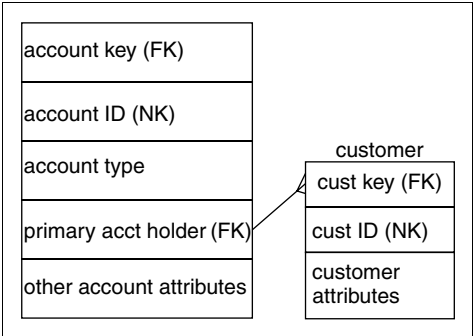 account key (FK)
account ID (NK)
account type
primary acct holder (FK)
other account attributes
customer
cust key (FK)
cust ID (NK)
customer
attributes